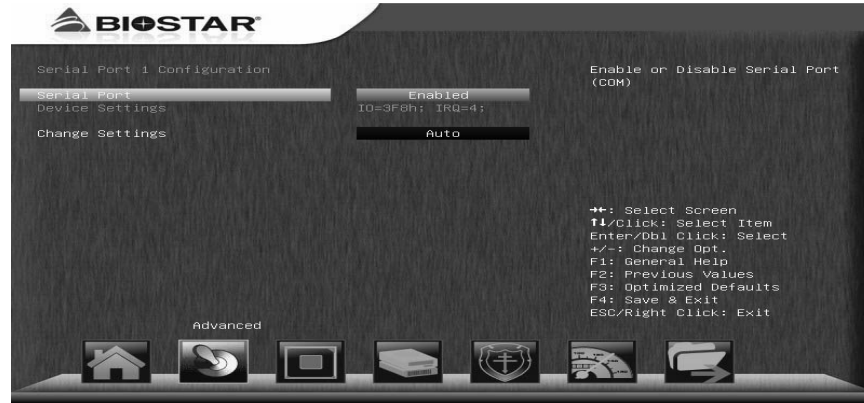 BIOSTAR®
Serial Port 1 Configuration
Serial Port Enabled
Device Settings IO=3F8h; IRQ=4;
Change Settings Auto
Enable or Disable Serial Port
(COM)
→←: Select Screen
↑↓/Click: Select Item
Enter/Dbl Click: Select
+/-: Change Opt.
F1: General Help
F2: Previous Values
F3: Optimized Defaults
F4: Save & Exit
ESC/Right Click: Exit
Advanced